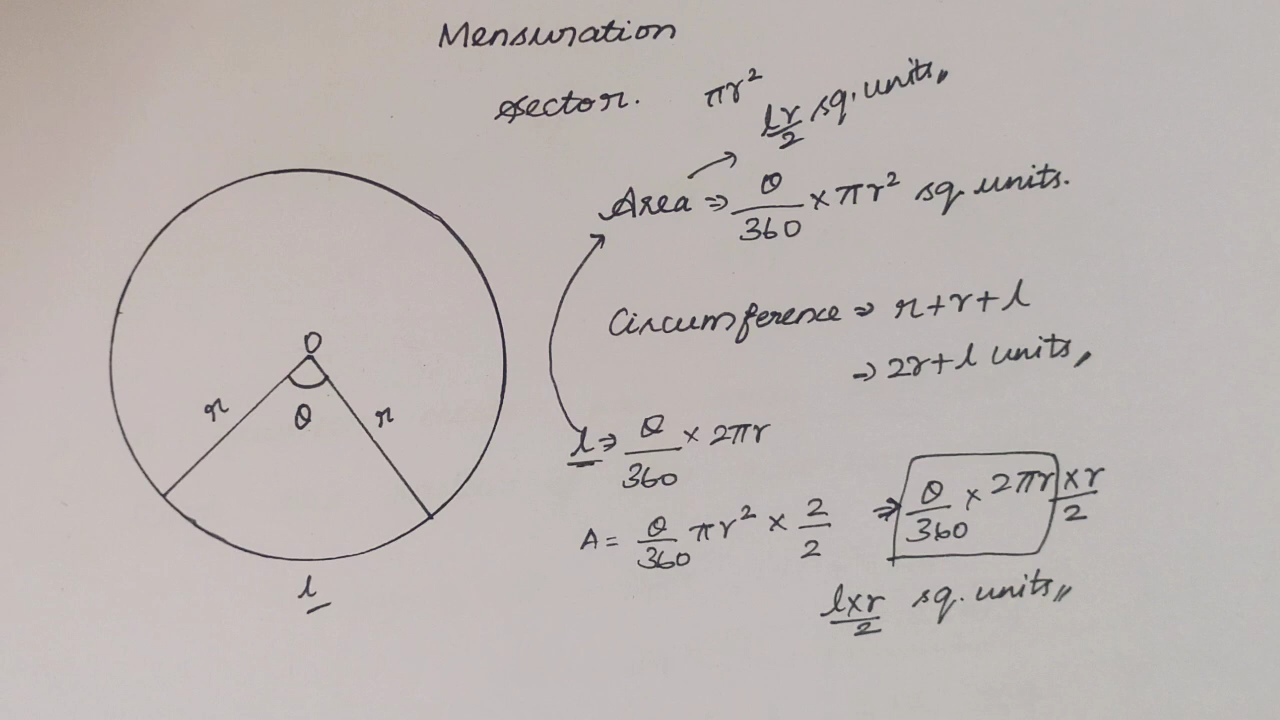 Mensuration
Sector. πr²
lr/2 sq. units,,
Area ⇒ θ/360 × πr² sq units.
Circumference ⇒ r+r+l
⇒ 2r+l units,
O
r θ r
l
l ⇒ θ/360 × 2πr
A = θ/360 πr² × 2/2 ⇒ θ/360 × 2πr × r/2
l×r/2 sq. units,,